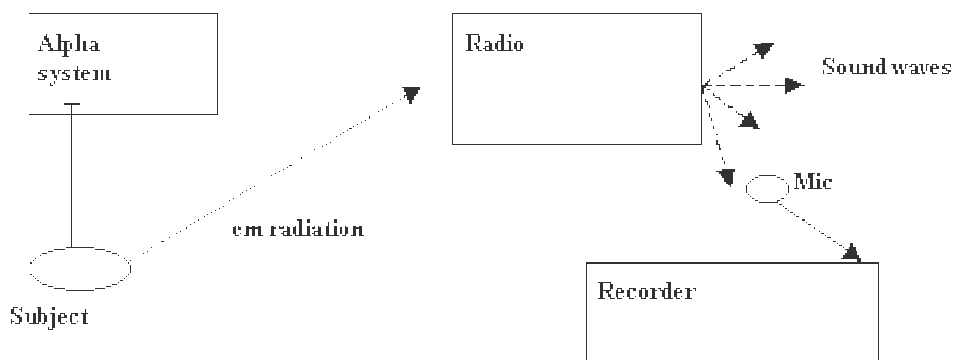 Alpha
system
Radio
Sound waves
Mic
em radiation
Recorder
Subject